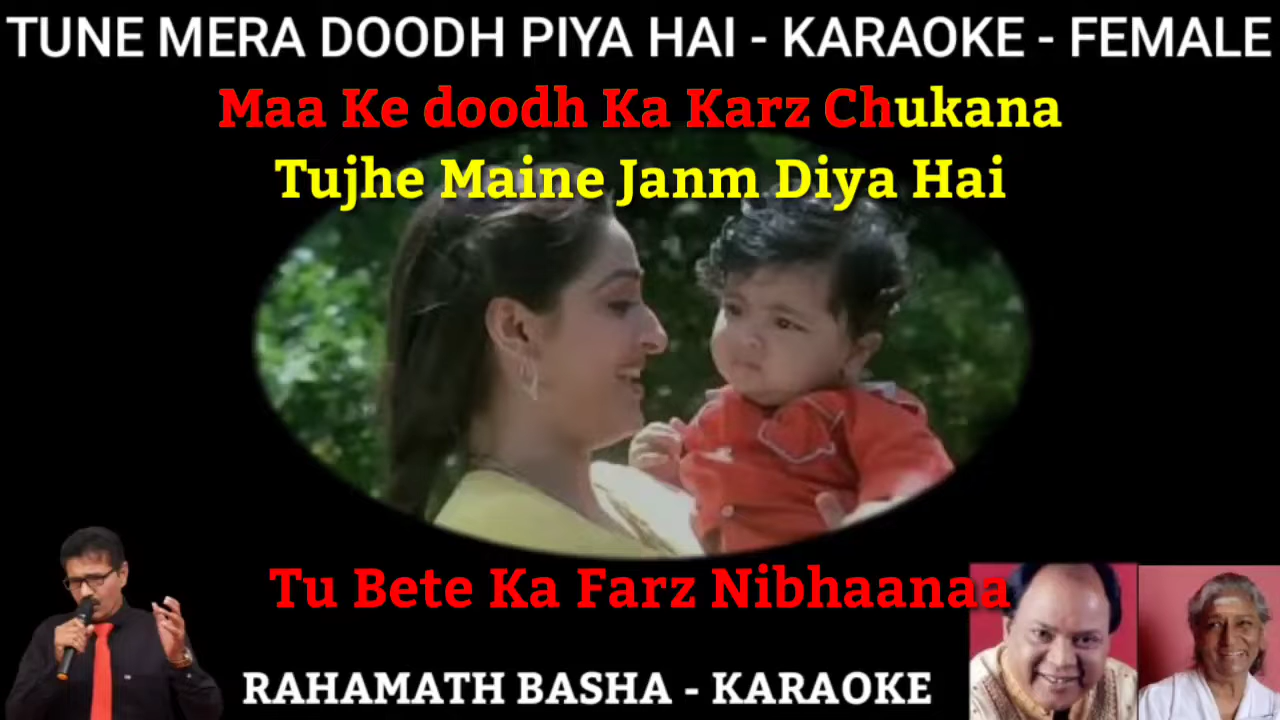 TUNE MERA DOODH PIYA HAI - KARAOKE - FEMALE
Maa Ke doodh Ka Karz Chukana
Tujhe Maine Janm Diya Hai
Tu Bete Ka Farz Nibhaanaa
RAHAMATH BASHA - KARAOKE